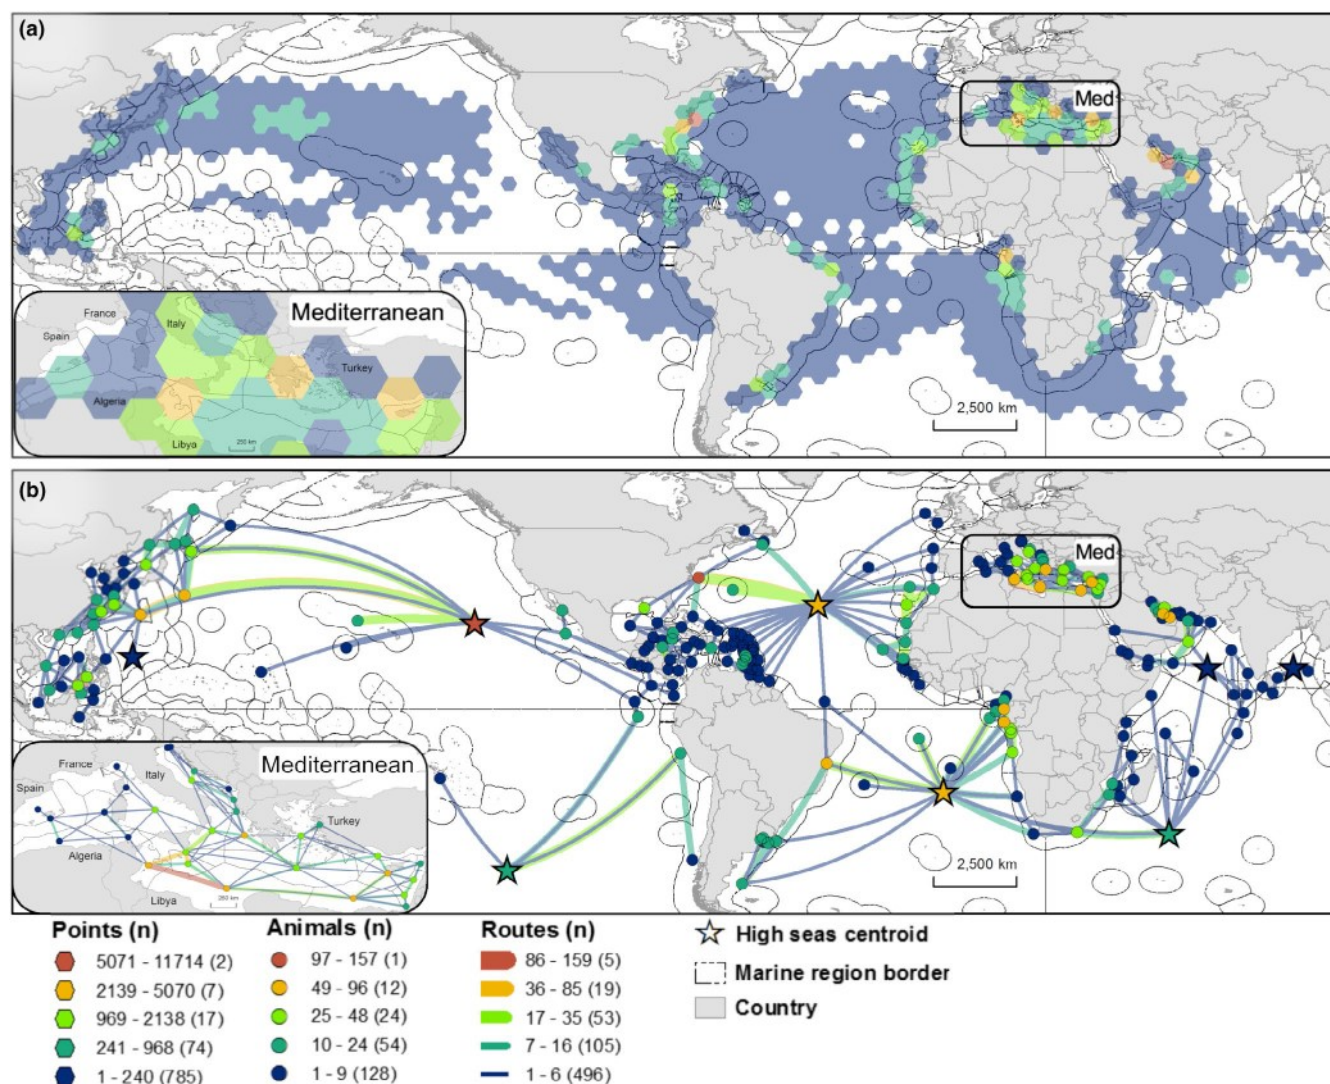 (a)
Med
2,500 km
Mediterranean
France
Italy
Spain
Turkey
Algeria
Libya
250 km
(b)
Med
2,500 km
Mediterranean
France
Italy
Spain
Turkey
Algeria
Libya
250 km
Points (n)
5071 - 11714 (2)
2139 - 5070 (7)
969 - 2138 (17)
241 - 968 (74)
1 - 240 (785)
Animals (n)
97 - 157 (1)
49 - 96 (12)
25 - 48 (24)
10 - 24 (54)
1 - 9 (128)
Routes (n)
86 - 159 (5)
36 - 85 (19)
17 - 35 (53)
7 - 16 (105)
1 - 6 (496)
High seas centroid
Marine region border
Country